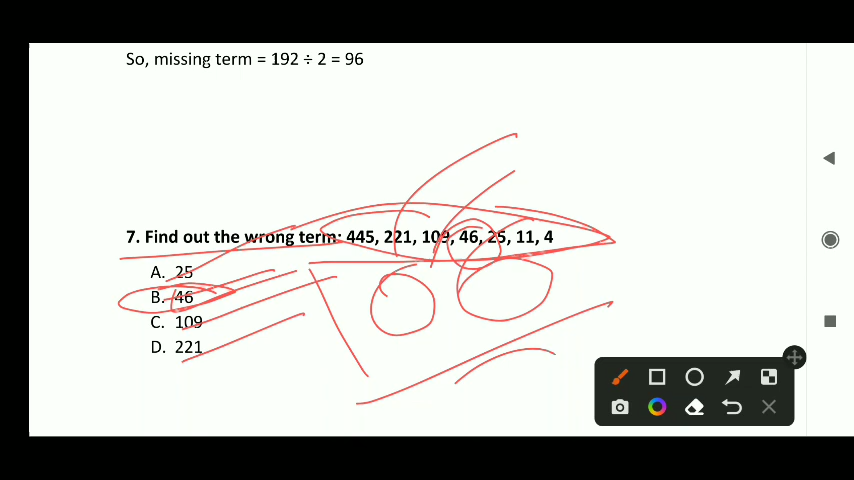 So, missing term = 192 ÷ 2 = 96
7. Find out the wrong term: 445, 221, 109, 46, 25, 11, 4
A. 25
B. 46
C. 109
D. 221